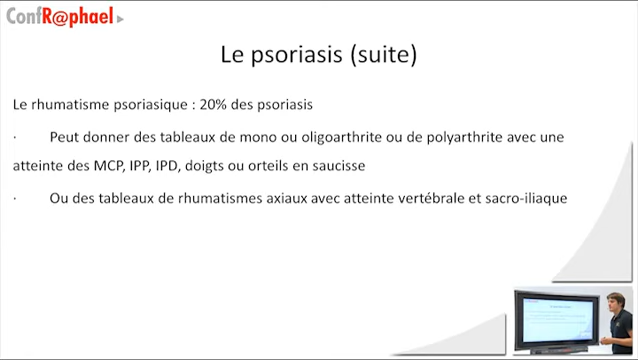 ConfR@phael
Le psoriasis (suite)
Le rhumatisme psoriasique : 20% des psoriasis
· Peut donner des tableaux de mono ou oligoarthrite ou de polyarthrite avec une
atteinte des MCP, IPP, IPD, doigts ou orteils en saucisse
· Ou des tableaux de rhumatismes axiaux avec atteinte vertébrale et sacro-iliaque